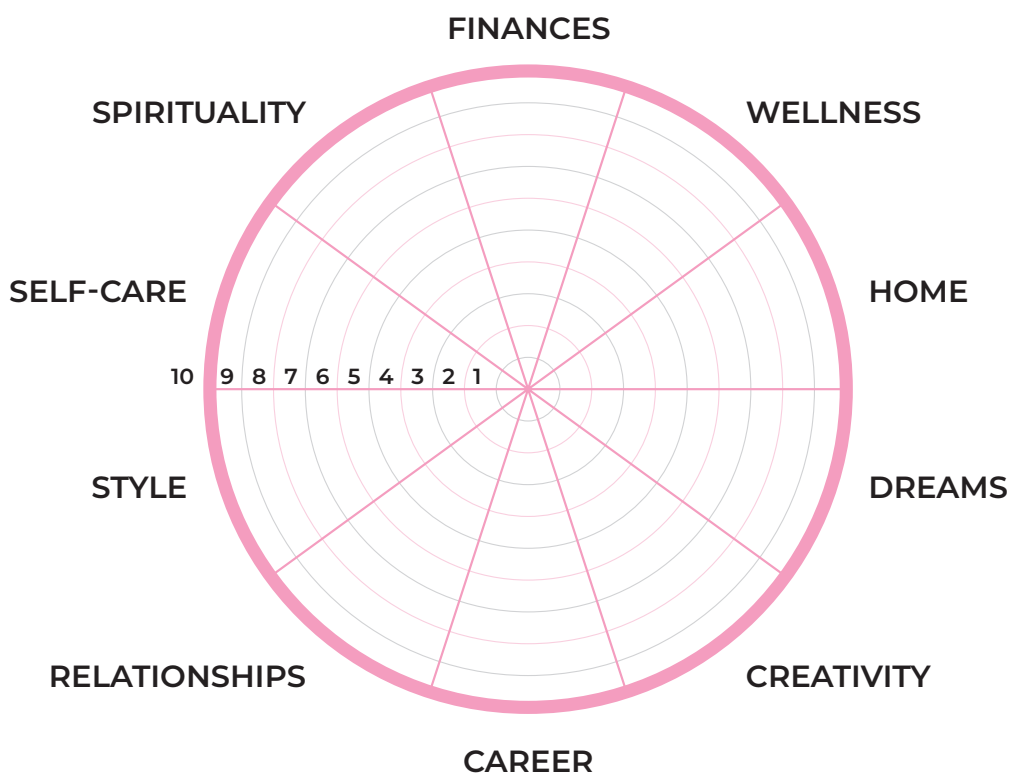 FINANCES
SPIRITUALITY
WELLNESS
SELF-CARE
HOME
10 9 8 7 6 5 4 3 2 1
STYLE
DREAMS
RELATIONSHIPS
CREATIVITY
CAREER